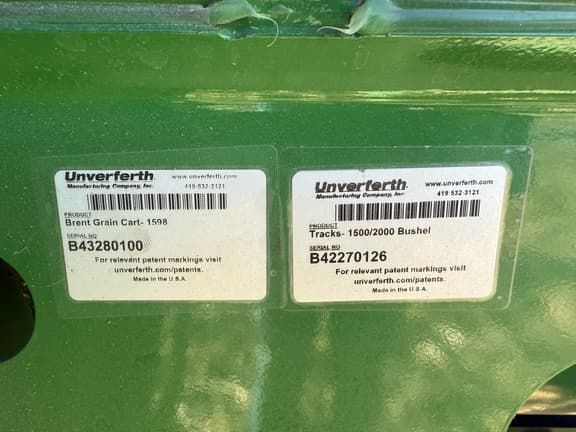 Unverferth www.unverferth.com
Manufacturing Company, Inc. 419 532-3121
PRODUCT
Brent Grain Cart- 1598
SERIAL NO
B43280100
For relevant patent markings visit
unverferth.com/patents.
Made in the U.S.A.
Unverferth www.unverferth.com
Manufacturing Company, Inc. 419 532-3121
PRODUCT
Tracks- 1500/2000 Bushel
SERIAL NO
B42270126
For relevant patent markings visit
unverferth.com/patents.
Made in the U.S.A.